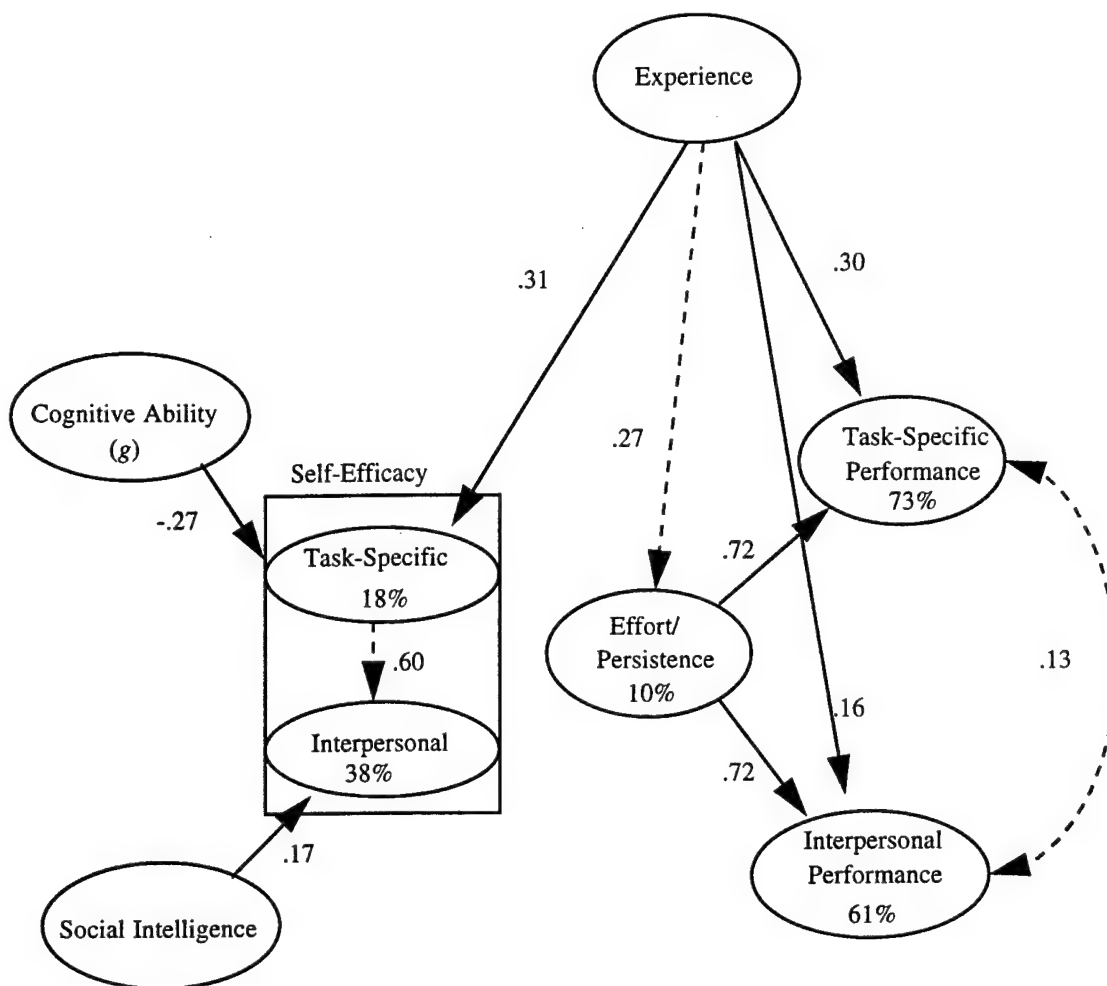 Experience
.31
.30
Cognitive Ability
(g)
-.27
Self-Efficacy
.27
Task-Specific
Performance
73%
Task-Specific
18%
.72
Effort/
Persistence
10%
.60
.13
.16
Interpersonal
38%
.72
.17
Interpersonal
Performance
61%
Social Intelligence